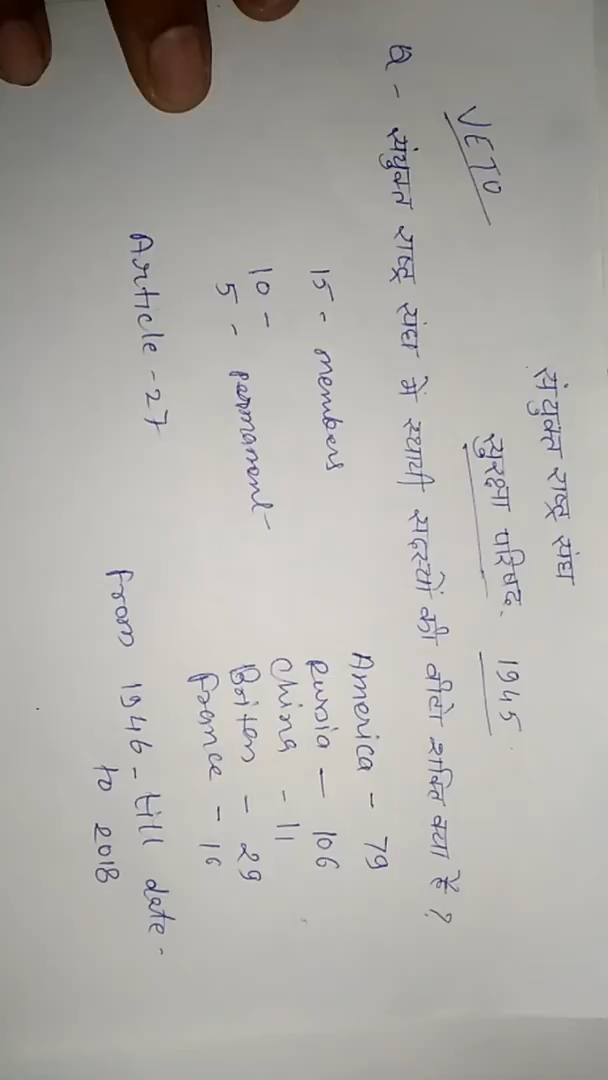 संयुक्त राष्ट्र संघ
सुरक्षा परिषद. 1945
VETO
Q - संयुक्त राष्ट्र संघ में स्थायी सदस्यों की वीटो शक्ति क्या है ?
15 - members
10 -
5 - permanent
America - 79
Russia - 106
China - 11
Britan - 29
France - 16
Article - 27
From 1946 - till date -
to 2018